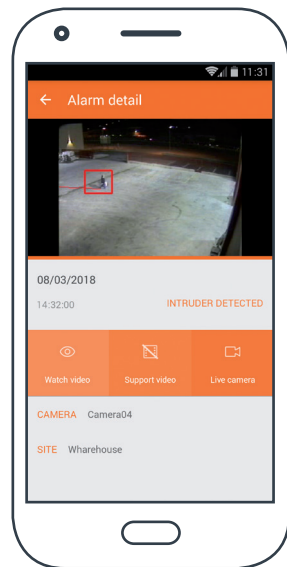 11:31
Alarm detail
08/03/2018
14:32:00 INTRUDER DETECTED
Watch video Support video Live camera
CAMERA Camera04
SITE Wharehouse